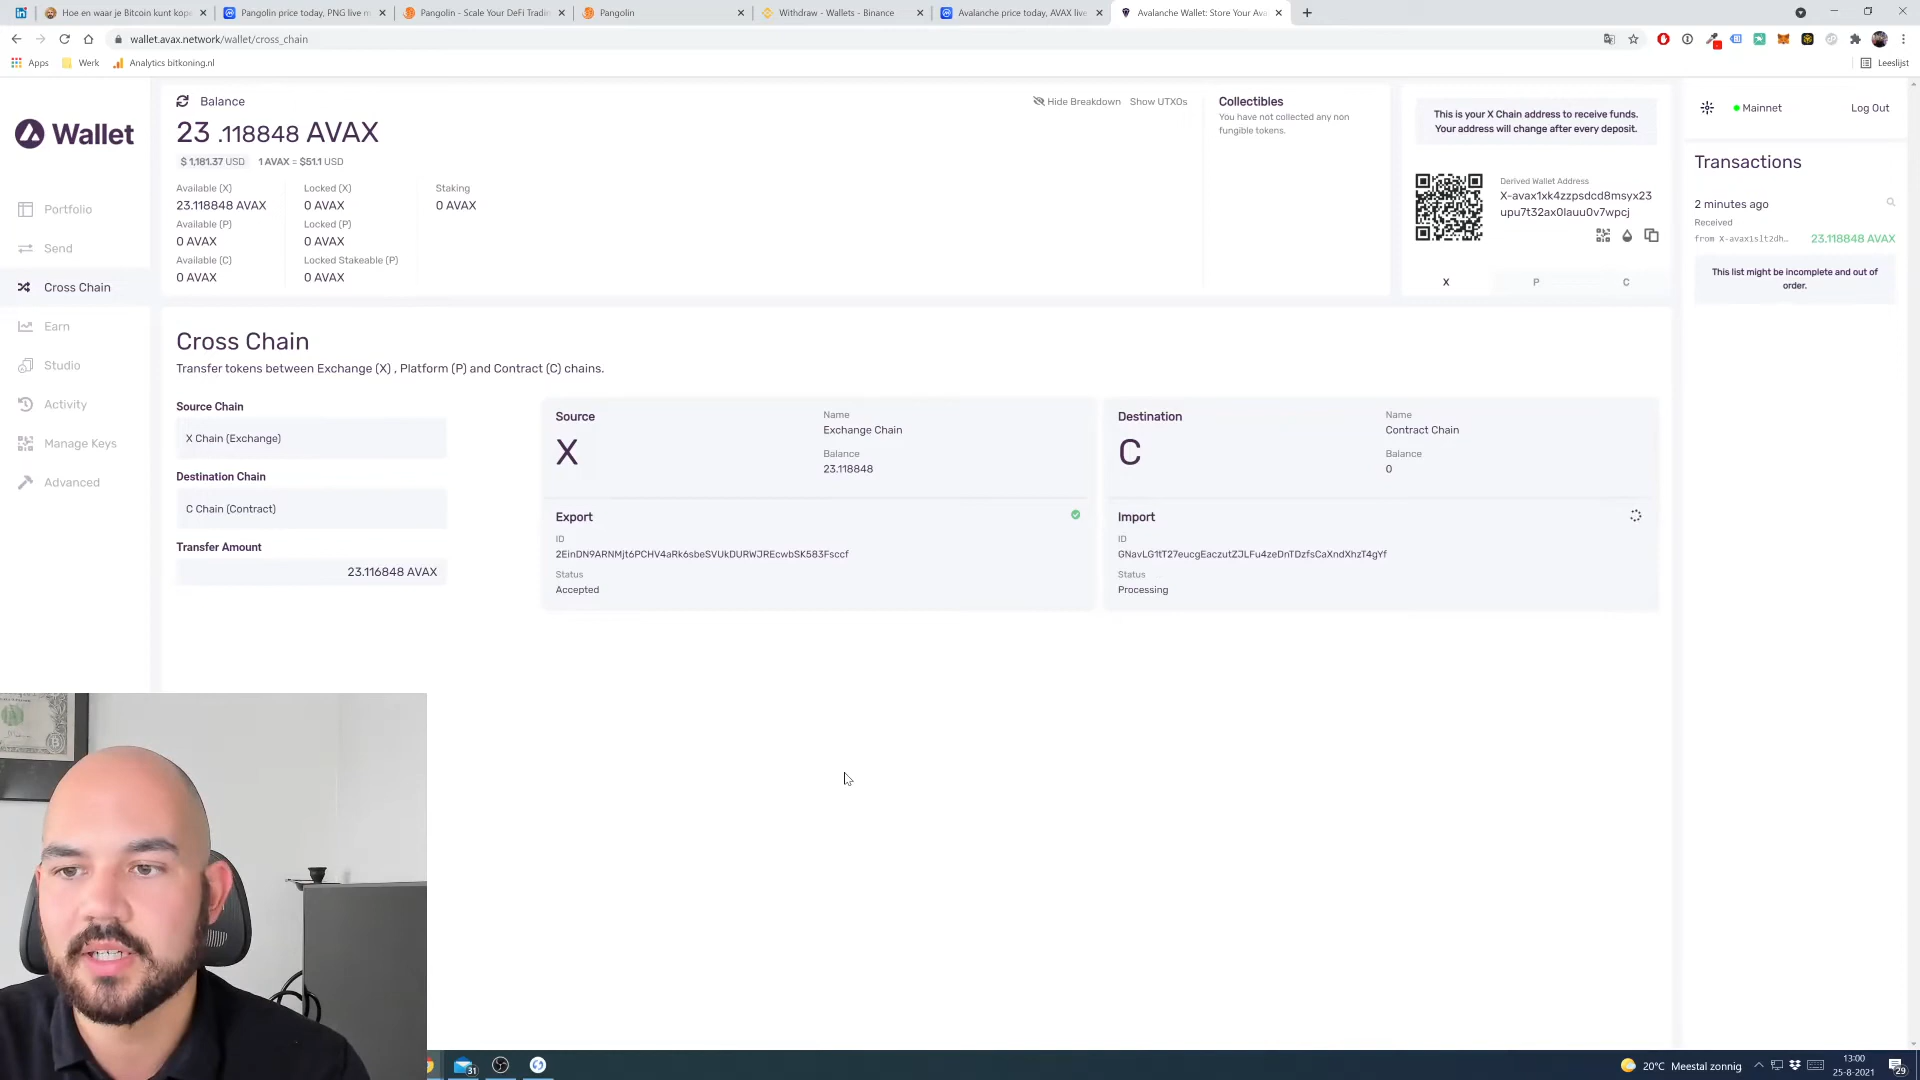 Hoe en waar je Bitcoin kunt kope
Pangolin price today, PNG live m
Pangolin - Scale Your DeFi Tradi
Pangolin
Withdraw - Wallets - Binance
Avalanche price today, AVAX live
Avalanche Wallet: Store Your Ava
wallet.avax.network/wallet/cross_chain
Apps
Werk
Analytics bitkoning.nl
Leeslijst
Wallet
Portfolio
Send
Cross Chain
Earn
Studio
Activity
Manage Keys
Advanced
Balance
Hide Breakdown Show UTXOs
23 .118848 AVAX
$ 1,181.37 USD 1 AVAX = $51.1 USD
Available (X)
23.118848 AVAX
Available (P)
0 AVAX
Available (C)
0 AVAX
Locked (X)
0 AVAX
Locked (P)
0 AVAX
Locked Stakeable (P)
0 AVAX
Staking
0 AVAX
Collectibles
You have not collected any non
fungible tokens.
This is your X Chain address to receive funds.
Your address will change after every deposit.
Derived Wallet Address
X-avax1xk4zzpsdcd8msyx23
upu7t32ax0lauu0v7wpcj
X P C
Mainnet
Log Out
Transactions
2 minutes ago
Received
from X-avax1slt2dh… 23.118848 AVAX
This list might be incomplete and out of
order.
Cross Chain
Transfer tokens between Exchange (X) , Platform (P) and Contract (C) chains.
Source Chain
X Chain (Exchange)
Destination Chain
C Chain (Contract)
Transfer Amount
23.116848 AVAX
Source
X
Name
Exchange Chain
Balance
23.118848
Export
ID
2EinDN9ARNMjt6PCHV4aRk6sbeSVUkDURWJREcwbSK583Fsccf
Status
Accepted
Destination
C
Name
Contract Chain
Balance
0
Import
ID
GNavLG1tT27eucgEaczutZJLFu4zeDnTDzfsCaXndXhzT4gYf
Status
Processing
31
20°C Meestal zonnig
13:00
25-8-2021
29